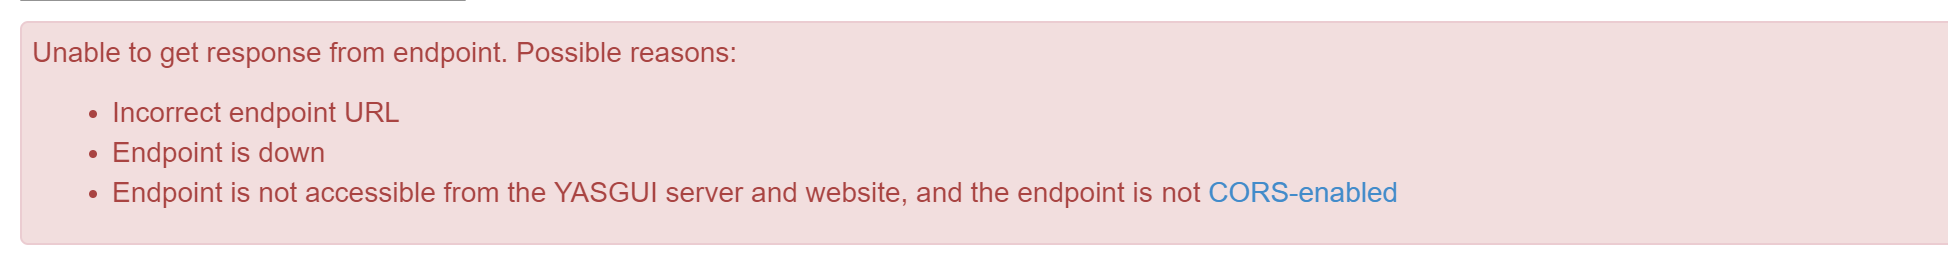 Unable to get response from endpoint. Possible reasons:
• Incorrect endpoint URL
• Endpoint is down
• Endpoint is not accessible from the YASGUI server and website, and the endpoint is not CORS-enabled